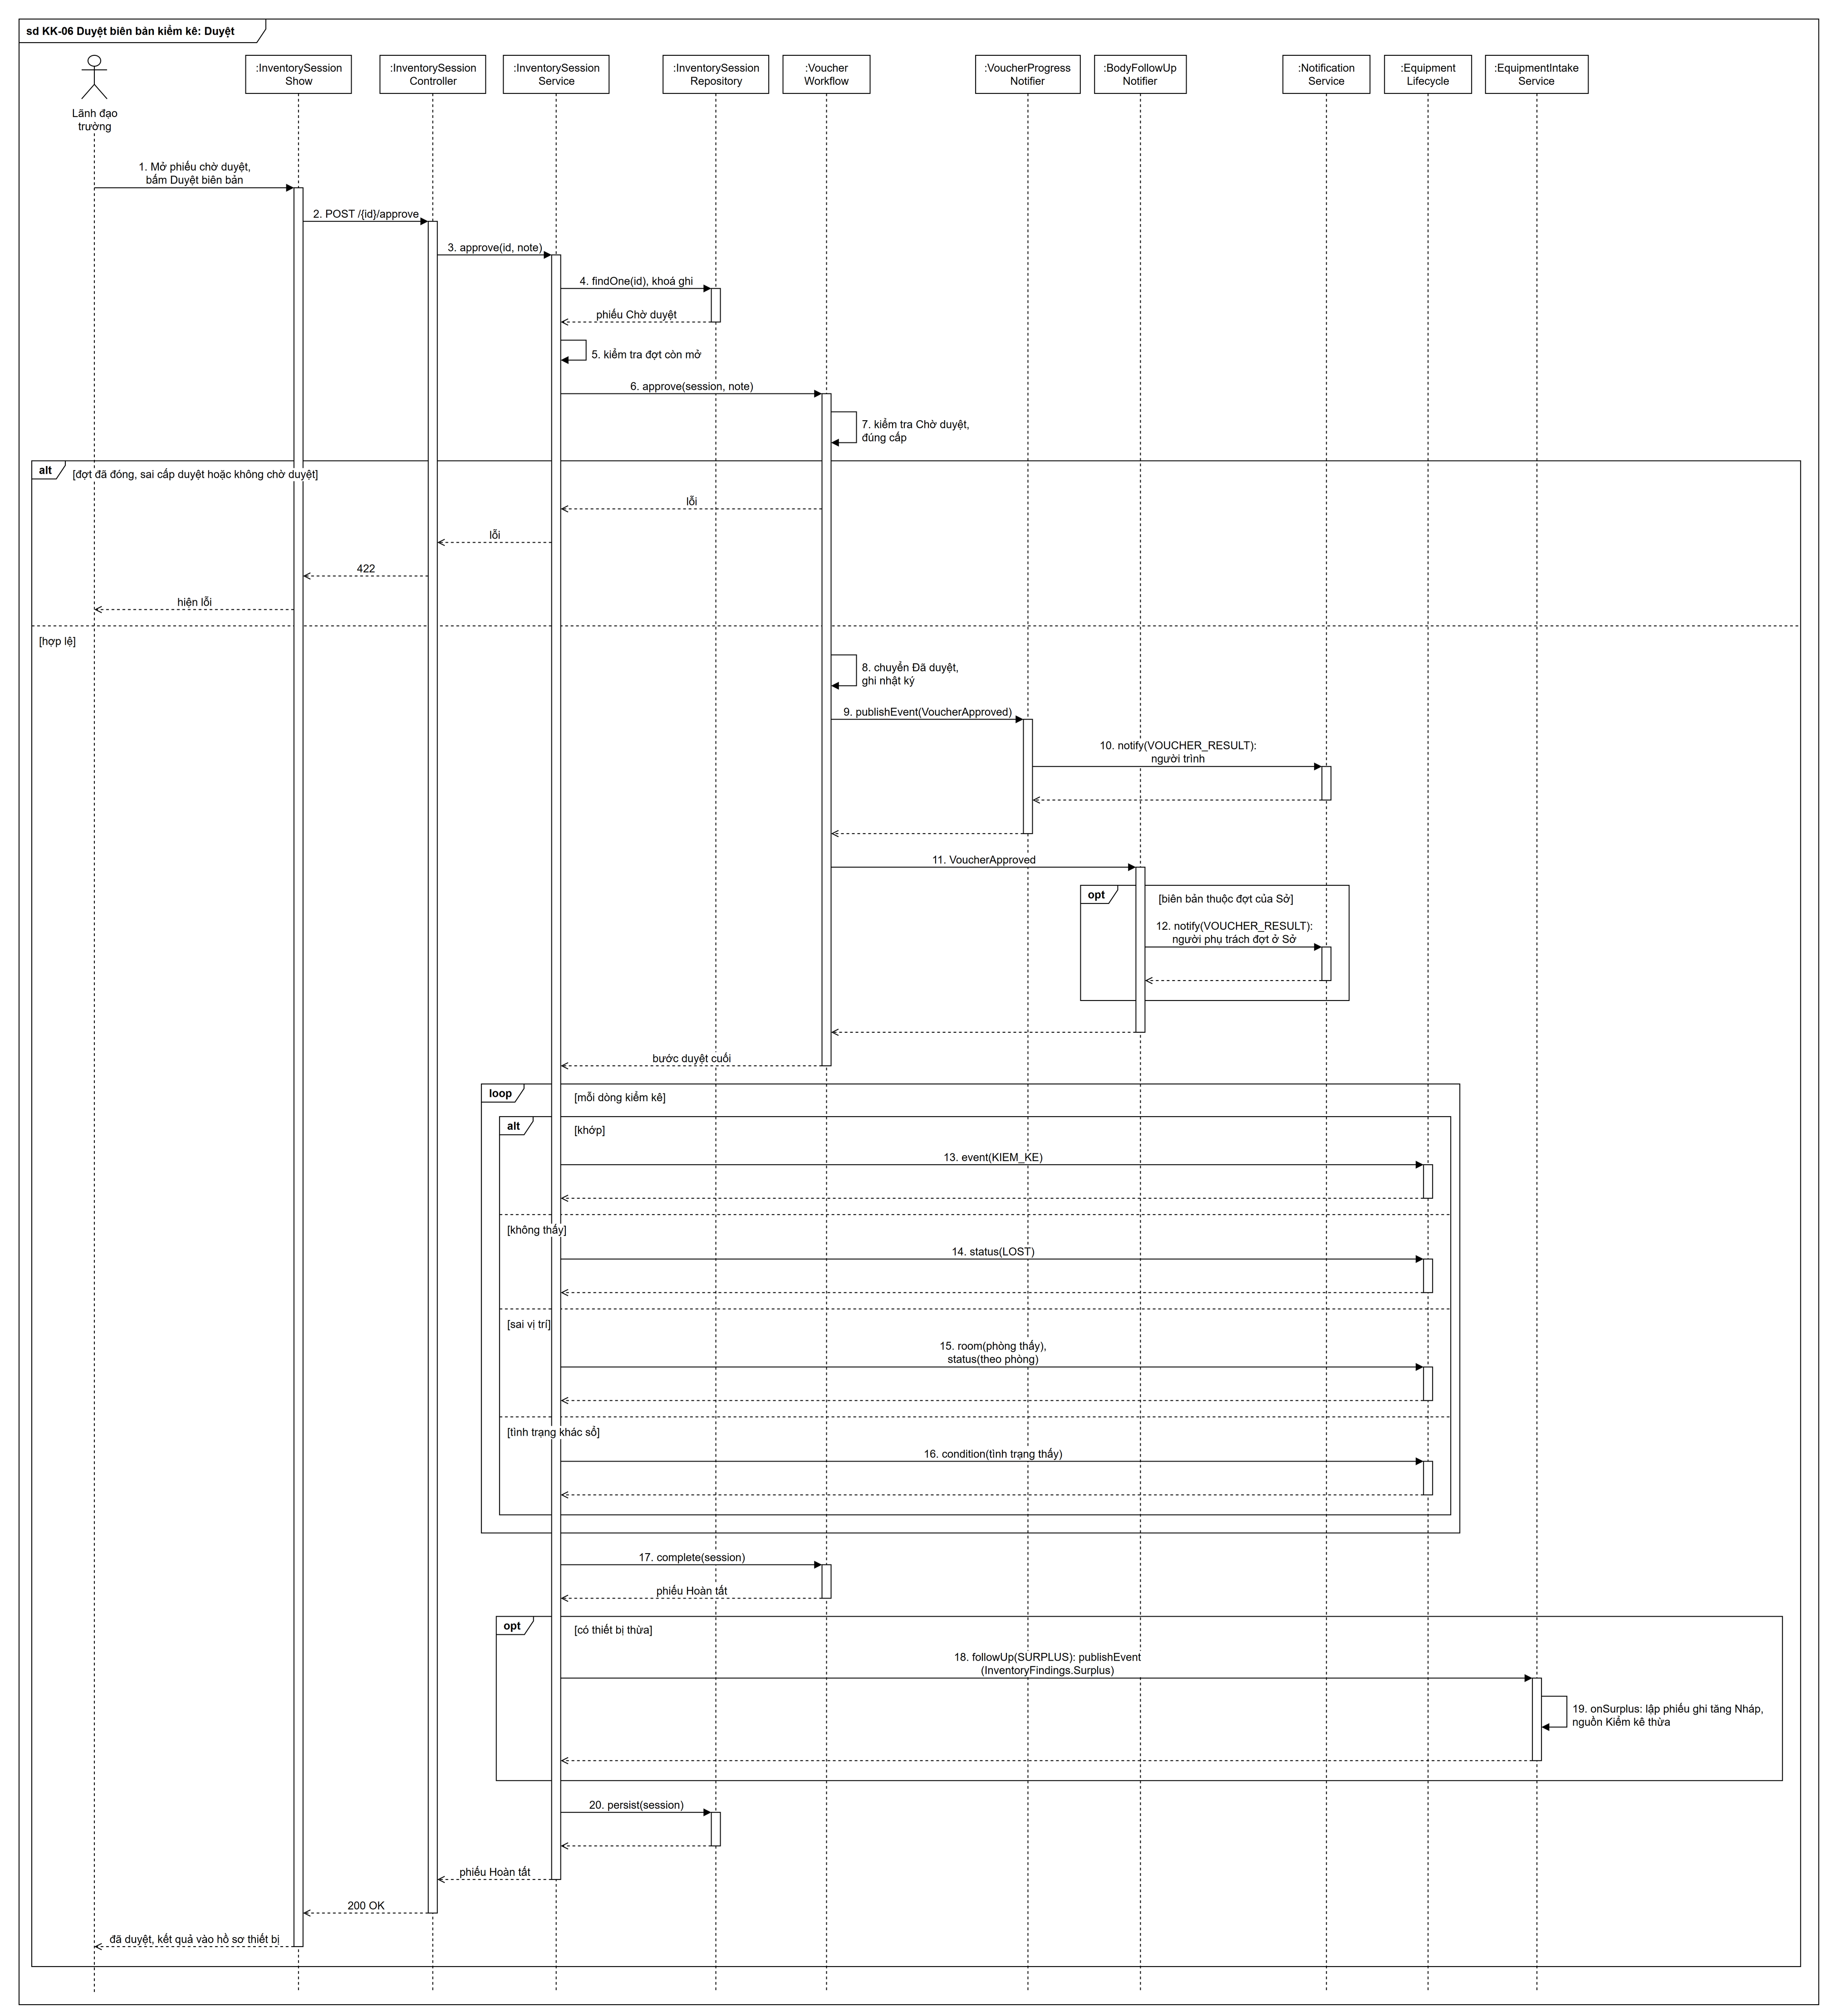 sd KK-06 Duyệt biên bản kiểm kê: Duyệt
Lãnh đạo
trường
:InventorySession
Show
:InventorySession
Controller
:InventorySession
Service
:InventorySession
Repository
:Voucher
Workflow
:VoucherProgress
Notifier
:BodyFollowUp
Notifier
:Notification
Service
:Equipment
Lifecycle
:EquipmentIntake
Service
1. Mở phiếu chờ duyệt,
bấm Duyệt biên bản
2. POST /{id}/approve
3. approve(id, note)
4. findOne(id), khoá ghi
phiếu Chờ duyệt
5. kiểm tra đợt còn mở
6. approve(session, note)
7. kiểm tra Chờ duyệt,
đúng cấp
alt
[đợt đã đóng, sai cấp duyệt hoặc không chờ duyệt]
lỗi
lỗi
422
hiện lỗi
[hợp lệ]
8. chuyển Đã duyệt,
ghi nhật ký
9. publishEvent(VoucherApproved)
10. notify(VOUCHER_RESULT):
người trình
11. VoucherApproved
opt
[biên bản thuộc đợt của Sở]
12. notify(VOUCHER_RESULT):
người phụ trách đợt ở Sở
bước duyệt cuối
loop
[mỗi dòng kiểm kê]
alt
[khớp]
13. event(KIEM_KE)
[không thấy]
14. status(LOST)
[sai vị trí]
15. room(phòng thấy),
status(theo phòng)
[tình trạng khác sổ]
16. condition(tình trạng thấy)
17. complete(session)
phiếu Hoàn tất
opt
[có thiết bị thừa]
18. followUp(SURPLUS): publishEvent
(InventoryFindings.Surplus)
19. onSurplus: lập phiếu ghi tăng Nháp,
nguồn Kiểm kê thừa
20. persist(session)
phiếu Hoàn tất
200 OK
đã duyệt, kết quả vào hồ sơ thiết bị